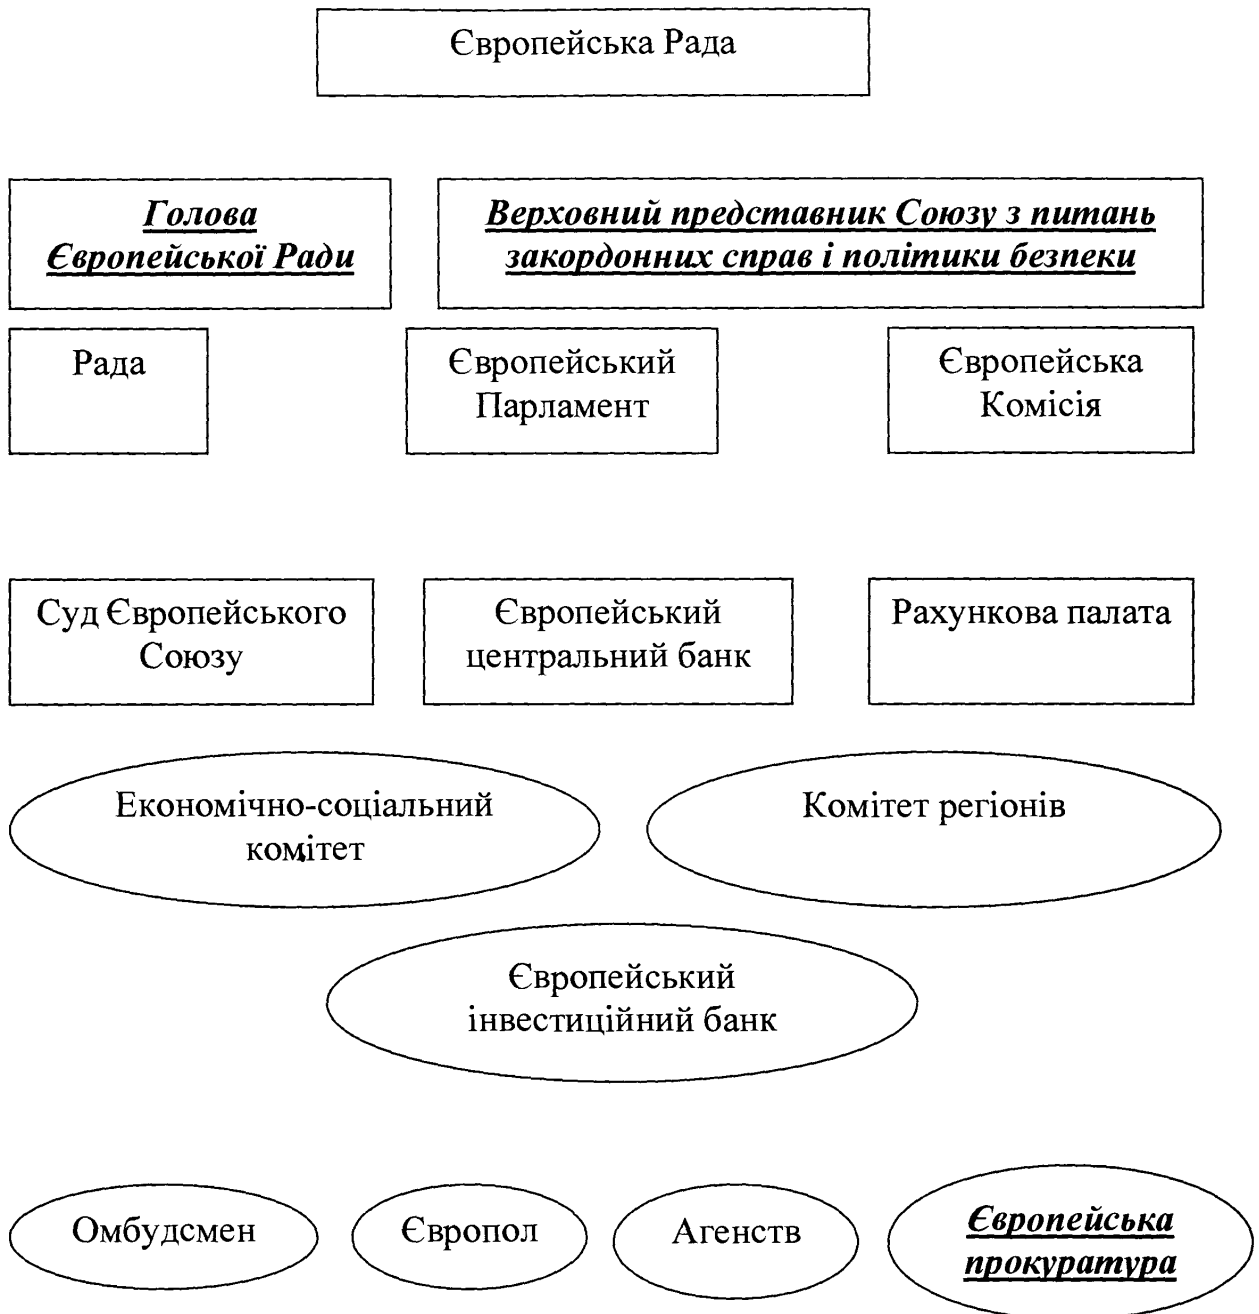 Європейська Рада
Голова
Європейської Ради
Верховний представник Союзу з питань
закордонних справ і політики безпеки
Рада
Європейський
Парламент
Європейська
Комісія
Суд Європейського
Союзу
Європейський
центральний банк
Рахункова палата
Економічно-соціальний
комітет
Комітет регіонів
Європейський
інвестиційний банк
Омбудсмен
Європол
Агенств
Європейська
прокуратура